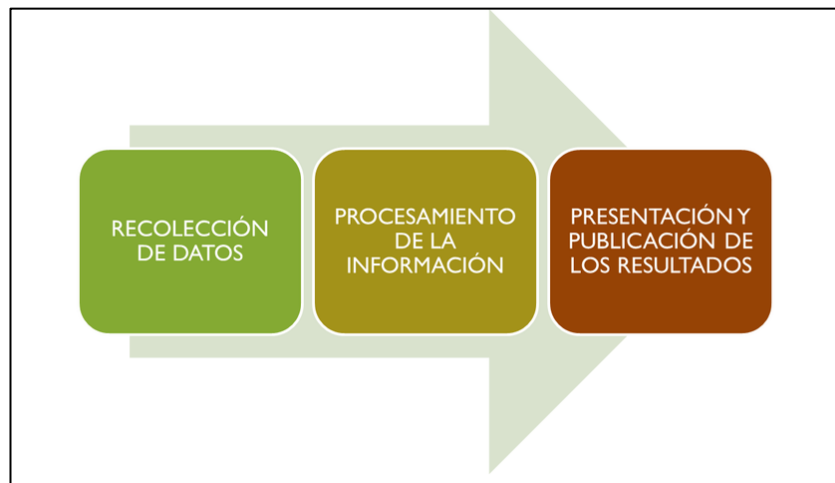 RECOLECCIÓN
DE DATOS
PROCESAMIENTO
DE LA
INFORMACIÓN
PRESENTACIÓN Y
PUBLICACIÓN DE
LOS RESULTADOS